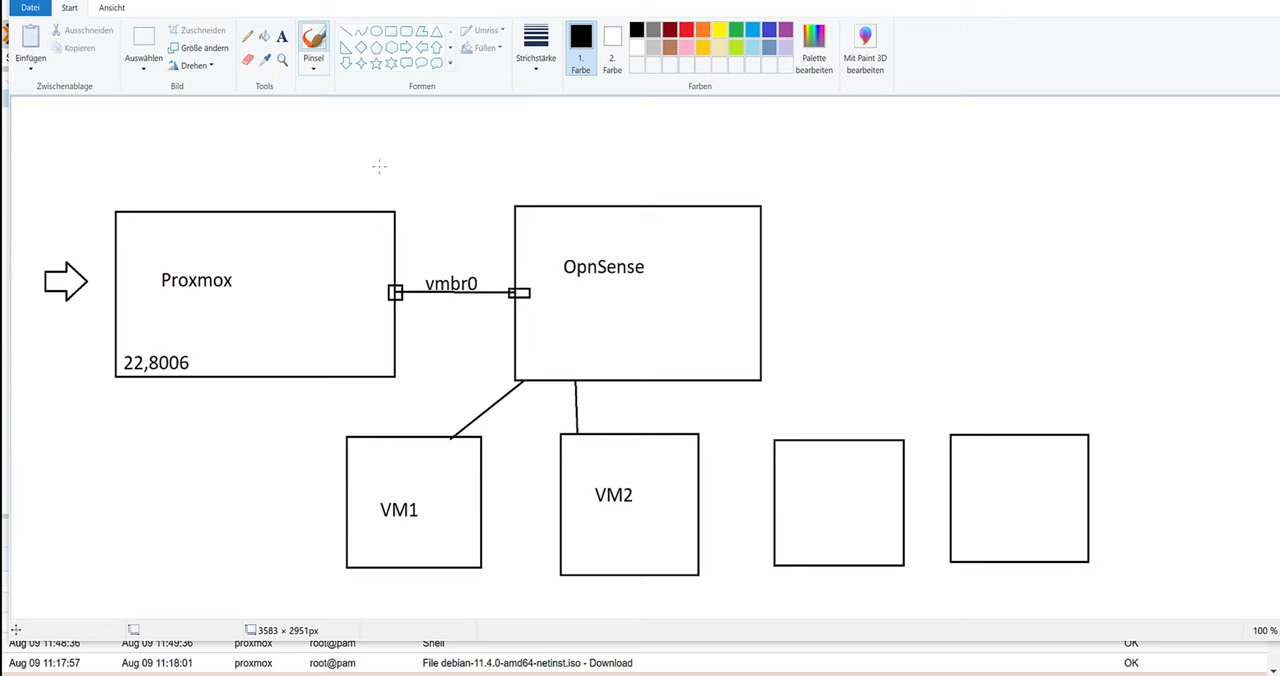 Datei Start Ansicht
Ausschneiden Zuschneiden Umriss
Kopieren Größe ändern Füllen
Einfügen Auswählen Drehen Pinsel Strichstärke 1. Farbe 2. Farbe Palette bearbeiten Mit Paint 3D bearbeiten
Zwischenablage Bild Tools Formen Farben
OpnSense
Proxmox
vmbr0
22,8006
VM2
VM1
3583 × 2951px 100 %
Aug 09 11:48:36 Aug 09 11:49:36 proxmox root@pam Shell OK
Aug 09 11:17:57 Aug 09 11:18:01 proxmox root@pam File debian-11.4.0-amd64-netinst.iso - Download OK